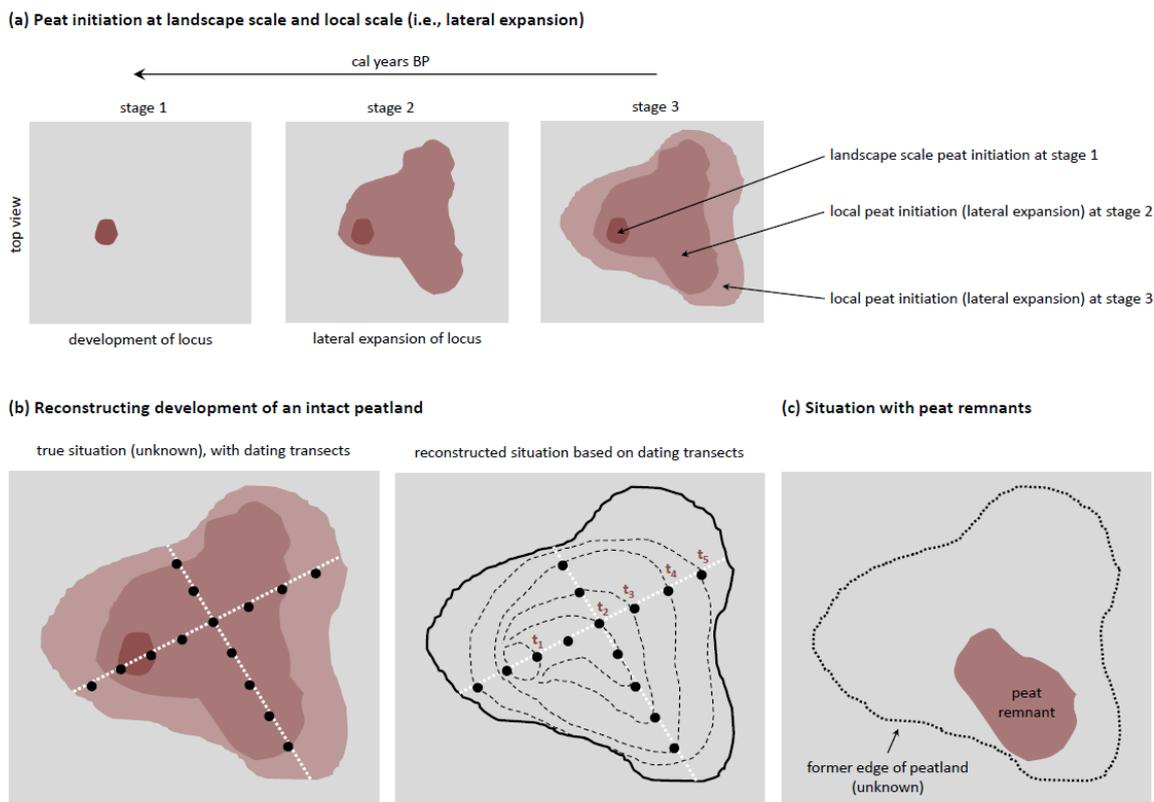 (a) Peat initiation at landscape scale and local scale (i.e., lateral expansion)
cal years BP
stage 1
stage 2
stage 3
top view
landscape scale peat initiation at stage 1
local peat initiation (lateral expansion) at stage 2
local peat initiation (lateral expansion) at stage 3
development of locus
lateral expansion of locus
(b) Reconstructing development of an intact peatland
(c) Situation with peat remnants
true situation (unknown), with dating transects
reconstructed situation based on dating transects
t1
t2
t3
t4
t5
peat
remnant
former edge of peatland
(unknown)